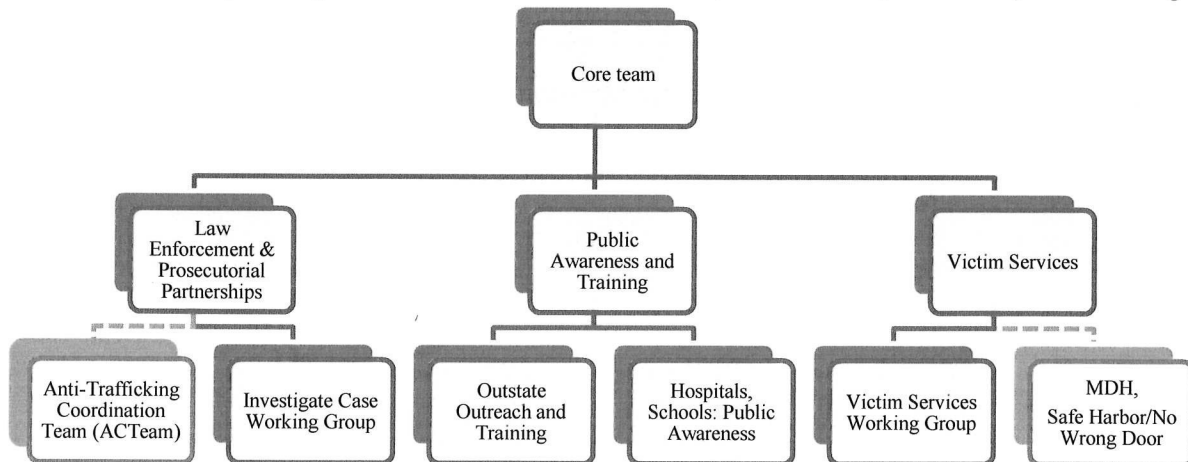 Core team
Law
Enforcement &
Prosecutorial
Partnerships
Public
Awareness and
Training
Victim Services
Anti-Trafficking
Coordination
Team (ACTeam)
Investigate Case
Working Group
Outstate
Outreach and
Training
Hospitals,
Schools: Public
Awareness
Victim Services
Working Group
MDH,
Safe Harbor/No
Wrong Door